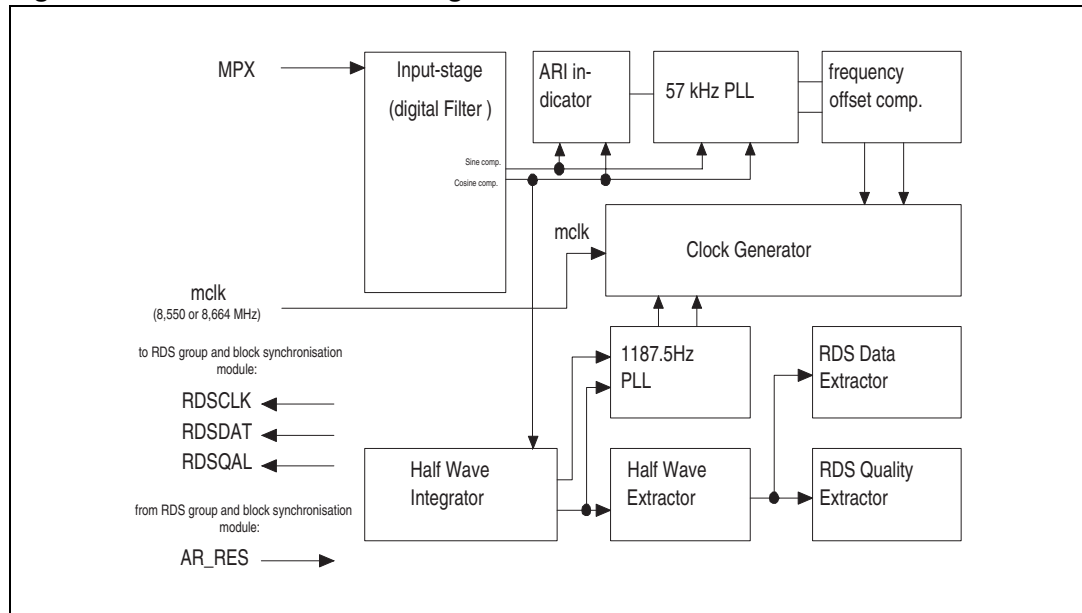 MPX
Input-stage
(digital Filter )
Sine comp.
Cosine comp.
ARI in-
dicator
57 kHz PLL
frequency
offset comp.
mclk
Clock Generator
mclk
(8,550 or 8,664 MHz)
to RDS group and block synchronisation
module:
RDSCLK
RDSDAT
RDSQAL
from RDS group and block synchronisation
module:
AR_RES
1187.5Hz
PLL
RDS Data
Extractor
Half Wave
Integrator
Half Wave
Extractor
RDS Quality
Extractor